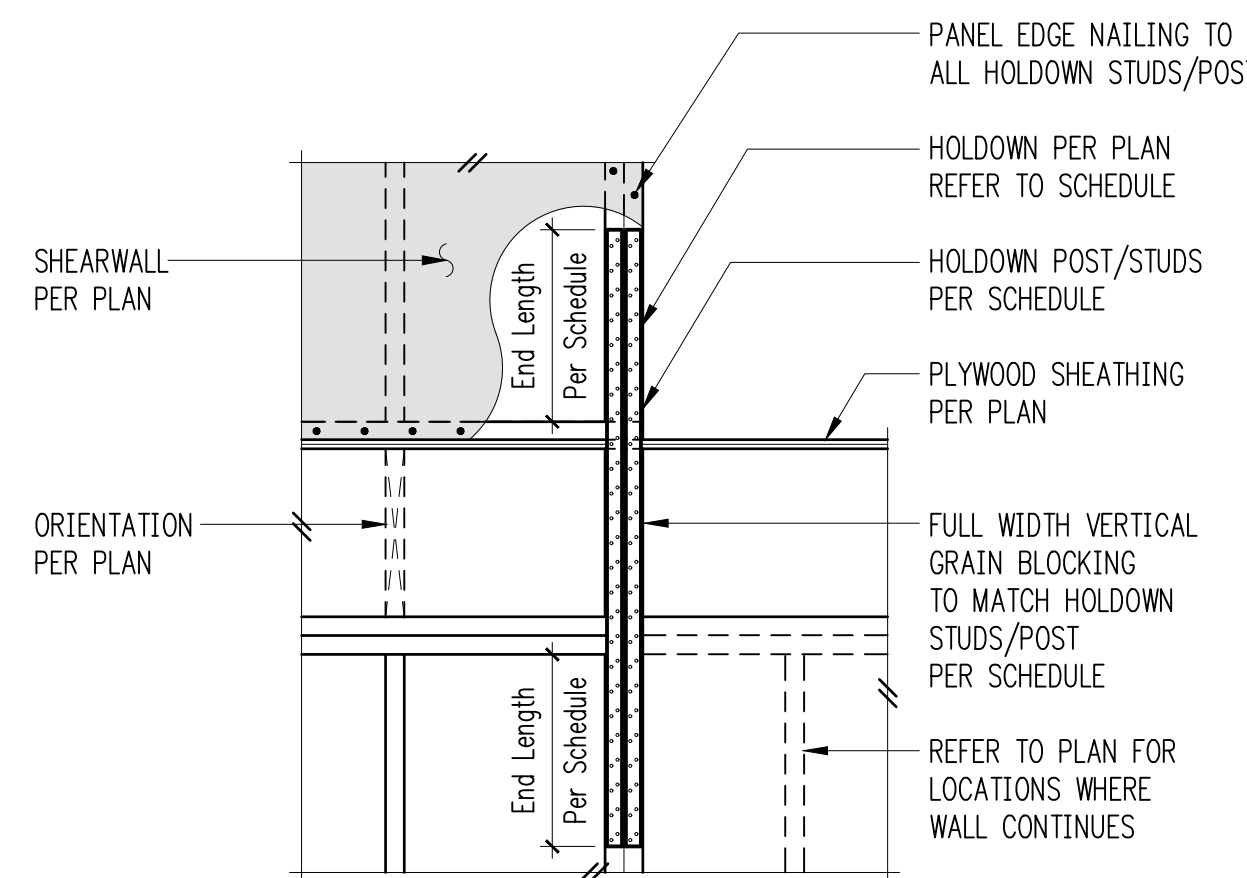 PANEL EDGE NAILING TO
ALL HOLDOWN STUDS/POST
HOLDOWN PER PLAN
REFER TO SCHEDULE
SHEARWALL
PER PLAN
HOLDOWN POST/STUDS
PER SCHEDULE
End Length
Per Schedule
PLYWOOD SHEATHING
PER PLAN
ORIENTATION
PER PLAN
FULL WIDTH VERTICAL
GRAIN BLOCKING
TO MATCH HOLDOWN
STUDS/POST
PER SCHEDULE
End Length
Per Schedule
REFER TO PLAN FOR
LOCATIONS WHERE
WALL CONTINUES